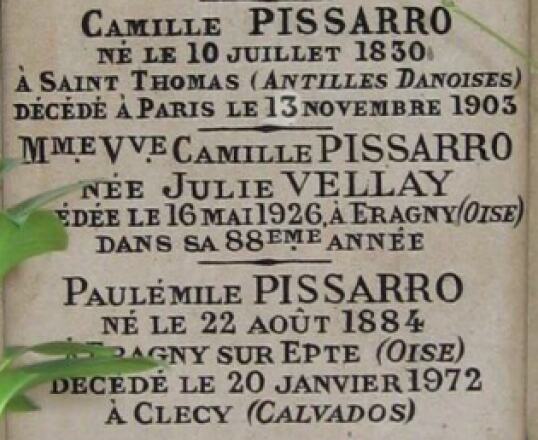 Camille PISSARRO
né le 10 juillet 1830
à Saint Thomas (Antilles Danoises)
décédé à Paris le 13 novembre 1903
Mme Vve Camille PISSARRO
née Julie VELLAY
édée le 16 mai 1926, à Eragny (Oise)
dans sa 88eme année
Paulémile PISSARRO
né le 22 août 1884
à Eragny sur Epte (Oise)
décédé le 20 janvier 1972
à Clecy (Calvados)